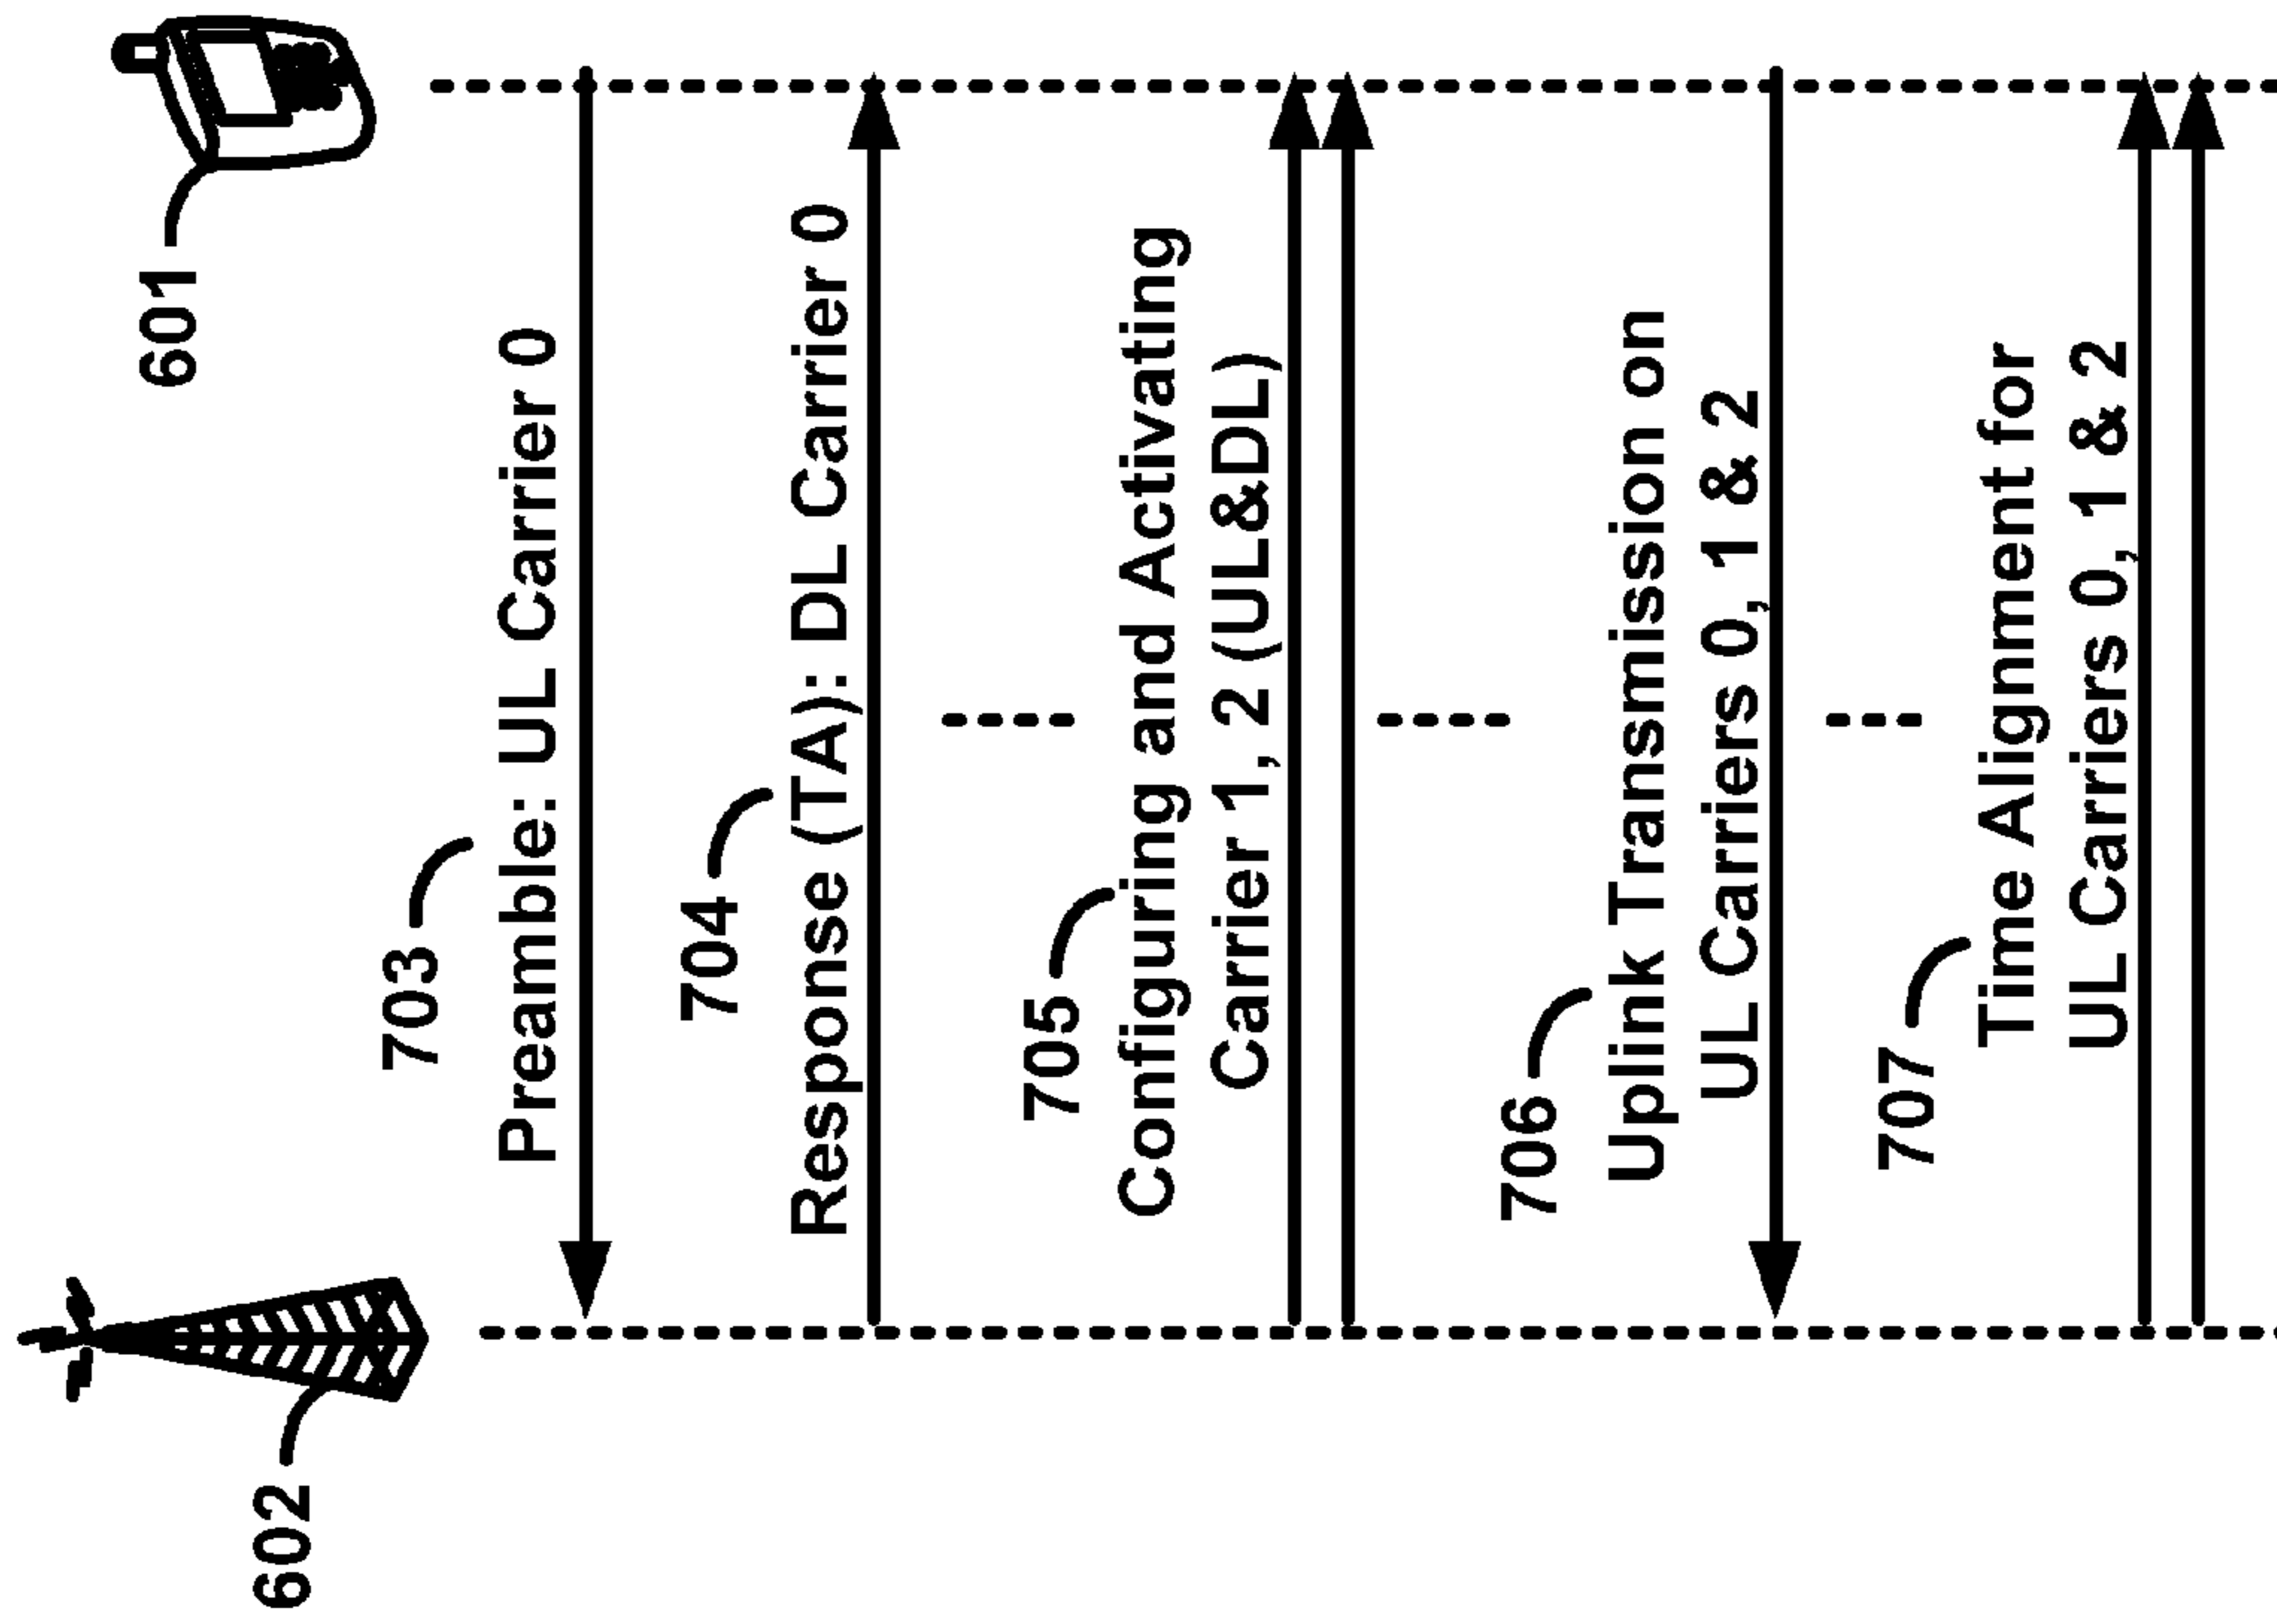 602
601
703
Preamble: UL Carrier 0
704
Response (TA): DL Carrier 0
705
Configuring and Activating
Carrier 1, 2 (UL&DL)
706
Uplink Transmission on
UL Carriers 0, 1 & 2
707
Time Alignment for
UL Carriers 0, 1 & 2